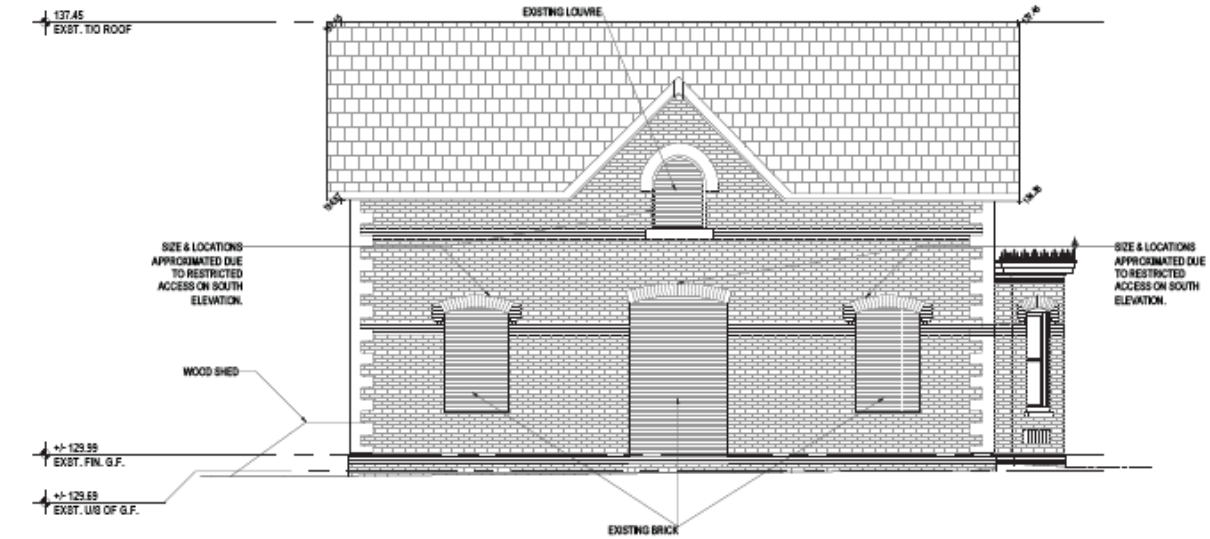 137.45
EXST. T/O ROOF
EXISTING LOUVRE
SIZE & LOCATIONS
APPROXIMATED DUE
TO RESTRICTED
ACCESS ON SOUTH
ELEVATION.
SIZE & LOCATIONS
APPROXIMATED DUE
TO RESTRICTED
ACCESS ON SOUTH
ELEVATION.
WOOD SHED
+/- 129.99
EXST. FIN. G.F.
+/- 129.69
EXST. U/S OF G.F.
EXISTING BRICK